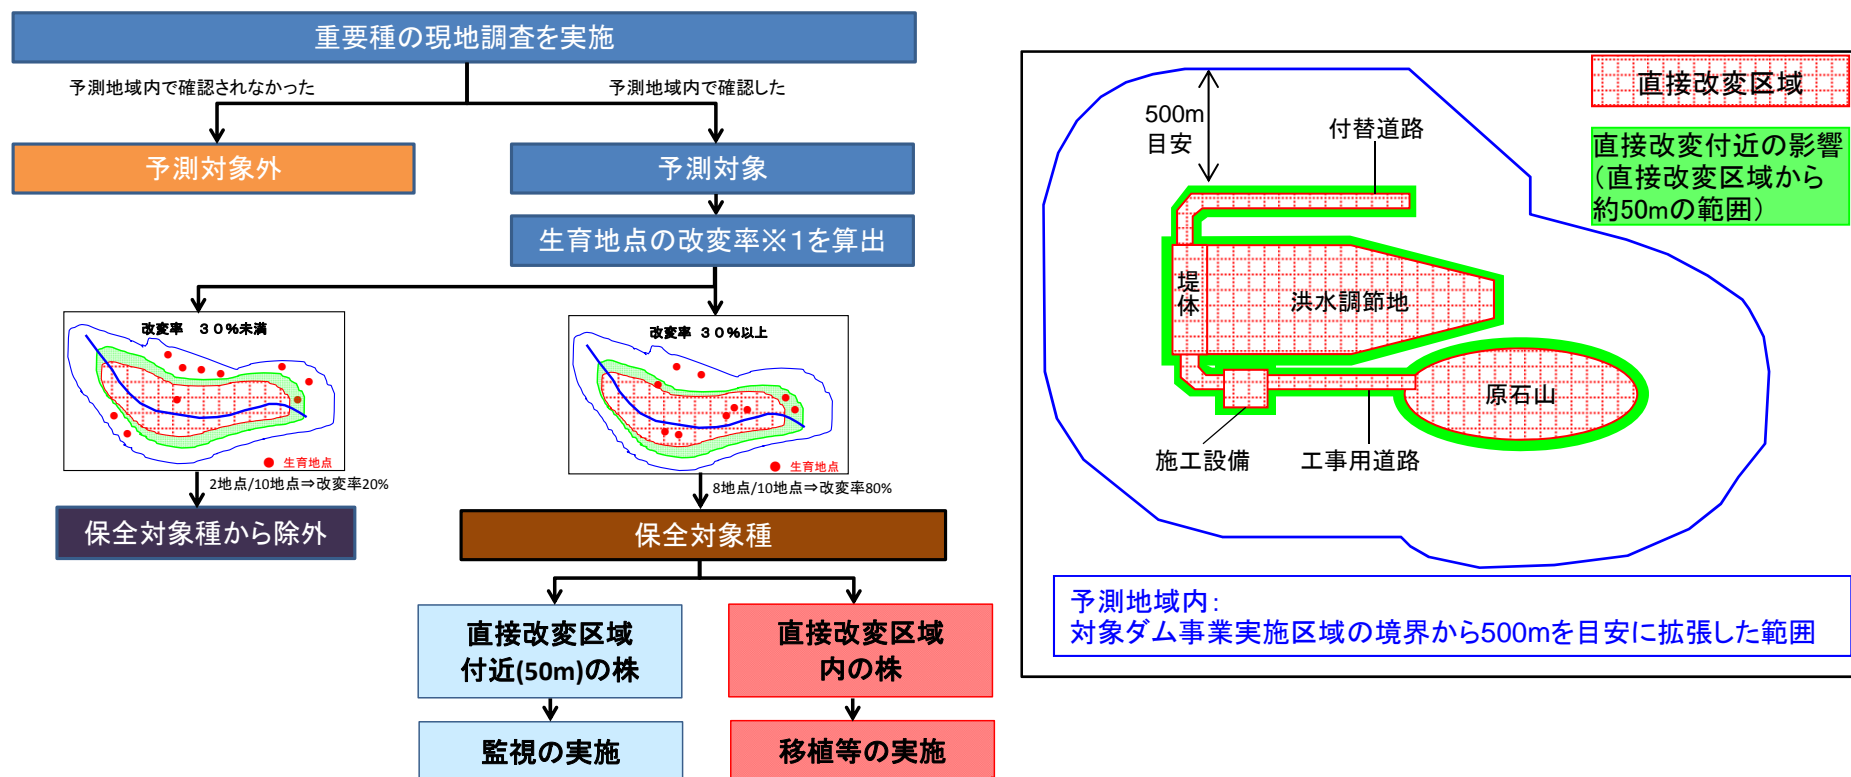 重要種の現地調査を実施
予測地域内で確認されなかった
予測地域内で確認した
予測対象外
予測対象
生育地点の改変率※1を算出
改変率　30%未満
生育地点
改変率　30%以上
生育地点
2地点/10地点⇒改変率20%
8地点/10地点⇒改変率80%
保全対象種から除外
保全対象種
直接改変区域
付近(50m)の株
直接改変区域
内の株
監視の実施
移植等の実施
直接改変区域
直接改変付近の影響
（直接改変区域から
約50mの範囲）
500m
目安
付替道路
堤体
洪水調節地
原石山
施工設備
工事用道路
予測地域内：
対象ダム事業実施区域の境界から500mを目安に拡張した範囲